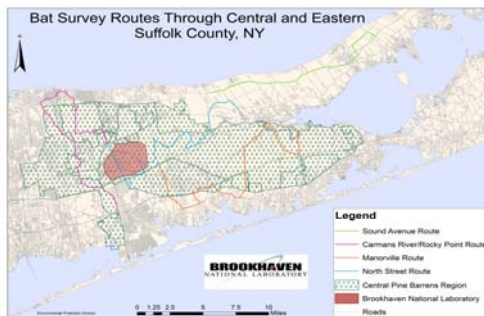 Bat Survey Routes Through Central and Eastern
Suffolk County, NY
N
Legend
Sound Avenue Route
Carmans River/Rocky Point Route
Manorville Route
North Street Route
Central Pine Barrens Region
Brookhaven National Laboratory
Roads
BROOKHAVEN
NATIONAL LABORATORY
0 1.25 2.5 5 7.5 10
Miles